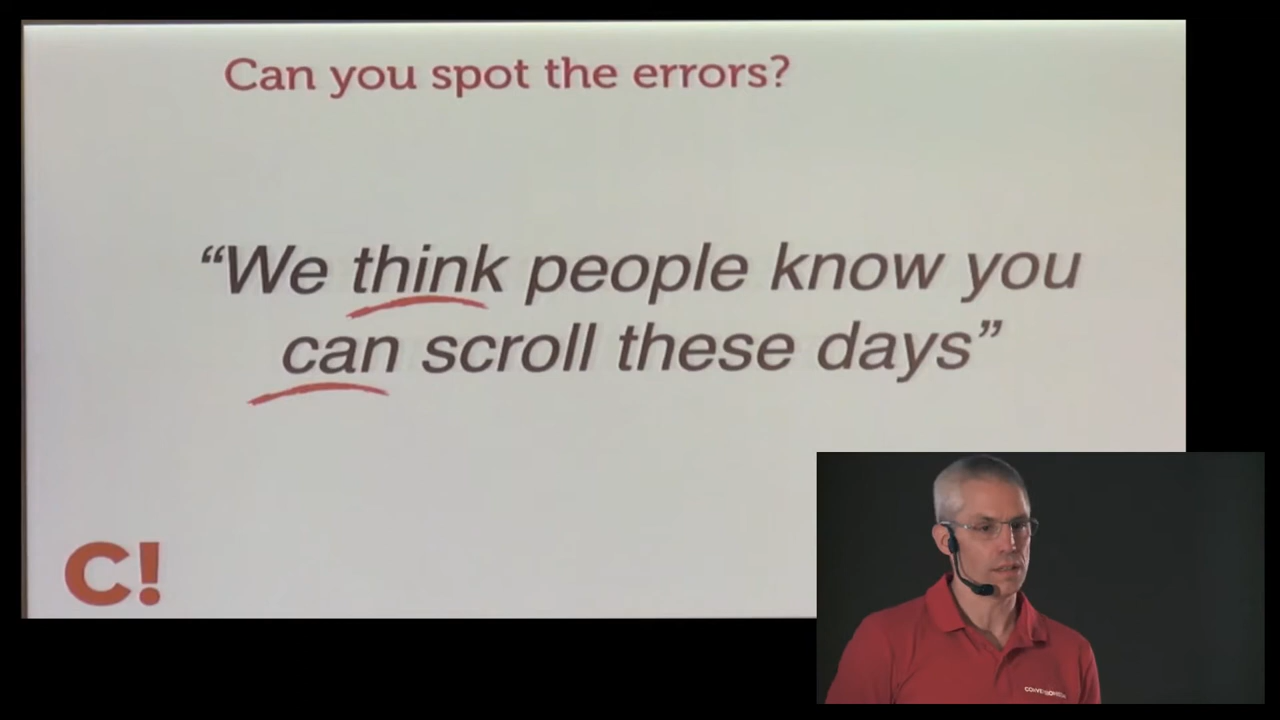 Can you spot the errors?
“We think people know you
can scroll these days”
C!